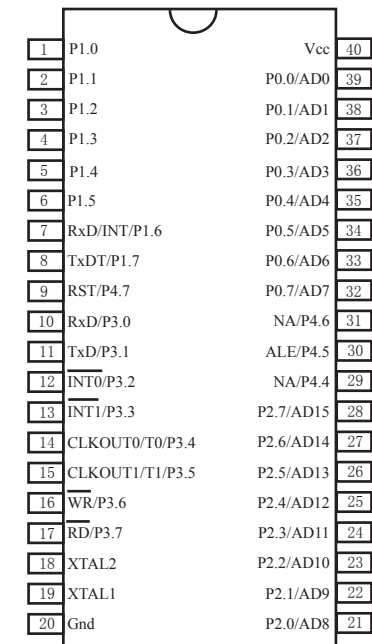 1 P1.0 Vcc 40
2 P1.1 P0.0/AD0 39
3 P1.2 P0.1/AD1 38
4 P1.3 P0.2/AD2 37
5 P1.4 P0.3/AD3 36
6 P1.5 P0.4/AD4 35
7 RxD/INT/P1.6 P0.5/AD5 34
8 TxDT/P1.7 P0.6/AD6 33
9 RST/P4.7 P0.7/AD7 32
10 RxD/P3.0 NA/P4.6 31
11 TxD/P3.1 ALE/P4.5 30
12 INT0/P3.2 NA/P4.4 29
13 INT1/P3.3 P2.7/AD15 28
14 CLKOUT0/T0/P3.4 P2.6/AD14 27
15 CLKOUT1/T1/P3.5 P2.5/AD13 26
16 WR/P3.6 P2.4/AD12 25
17 RD/P3.7 P2.3/AD11 24
18 XTAL2 P2.2/AD10 23
19 XTAL1 P2.1/AD9 22
20 Gnd P2.0/AD8 21